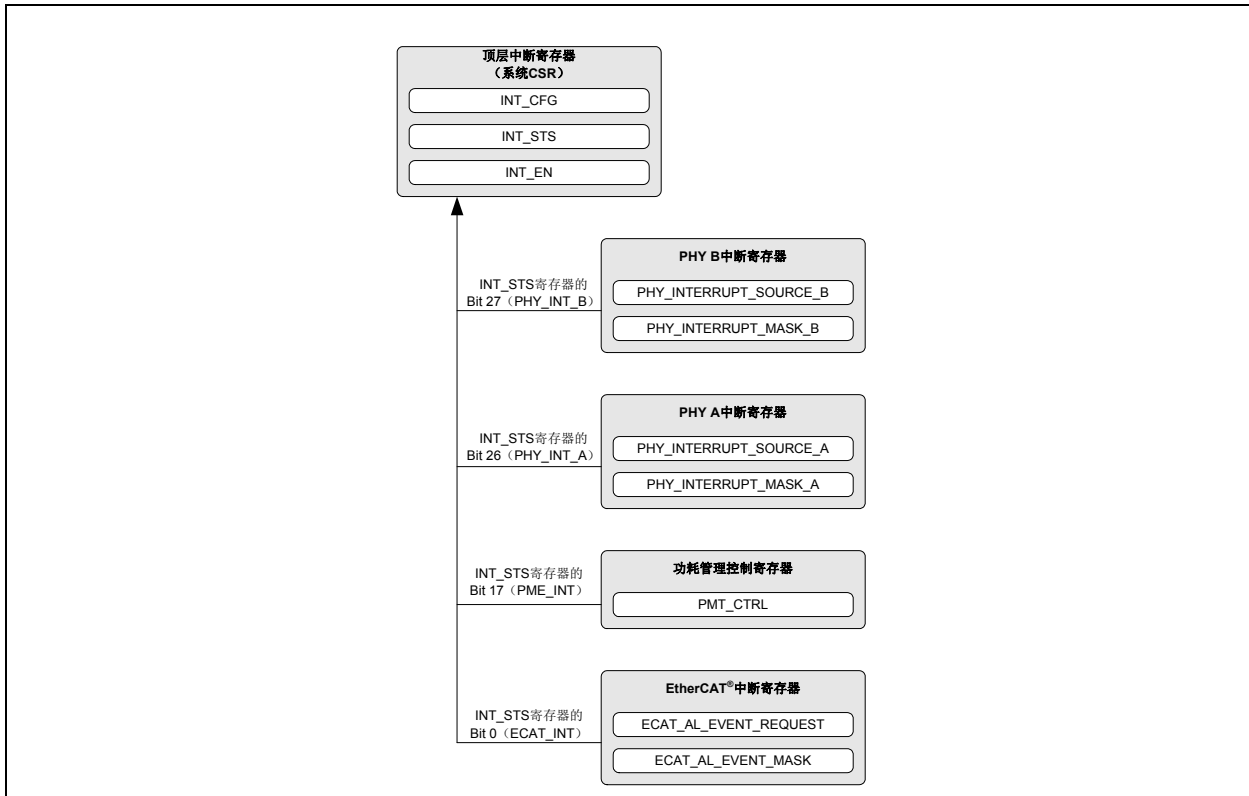 顶层中断寄存器
（系统CSR）
INT_CFG
INT_STS
INT_EN
PHY B中断寄存器
INT_STS寄存器的
Bit 27（PHY_INT_B）
PHY_INTERRUPT_SOURCE_B
PHY_INTERRUPT_MASK_B
PHY A中断寄存器
INT_STS寄存器的
Bit 26（PHY_INT_A）
PHY_INTERRUPT_SOURCE_A
PHY_INTERRUPT_MASK_A
功耗管理控制寄存器
INT_STS寄存器的
Bit 17（PME_INT）
PMT_CTRL
EtherCAT®中断寄存器
INT_STS寄存器的
Bit 0（ECAT_INT）
ECAT_AL_EVENT_REQUEST
ECAT_AL_EVENT_MASK